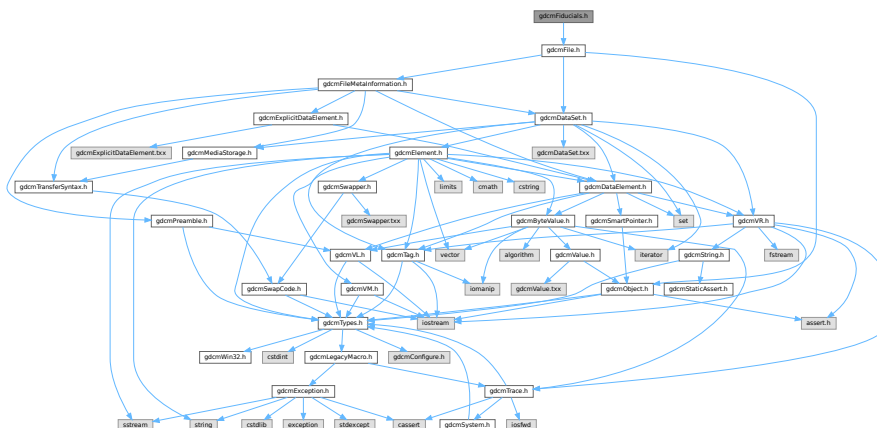 gdcmFiducials.h
gdcmFile.h
gdcmFileMetaInformation.h
gdcmExplicitDataElement.h
gdcmDataSet.h
gdcmExplicitDataElement.txx
gdcmMediaStorage.h
gdcmElement.h
gdcmDataSet.txx
gdcmTransferSyntax.h
gdcmSwapper.h
limits
cmath
cstring
gdcmDataElement.h
gdcmPreamble.h
gdcmSwapper.txx
gdcmByteValue.h
gdcmSmartPointer.h
set
gdcmVR.h
gdcmVL.h
gdcmTag.h
vector
algorithm
gdcmValue.h
iterator
gdcmString.h
fstream
gdcmSwapCode.h
gdcmVM.h
iomanip
gdcmValue.txx
gdcmObject.h
gdcmStaticAssert.h
gdcmTypes.h
iostream
assert.h
gdcmWin32.h
cstdint
gdcmLegacyMacro.h
gdcmConfigure.h
gdcmException.h
gdcmTrace.h
sstream
string
cstdlib
exception
stdexcept
cassert
gdcmSystem.h
iosfwd